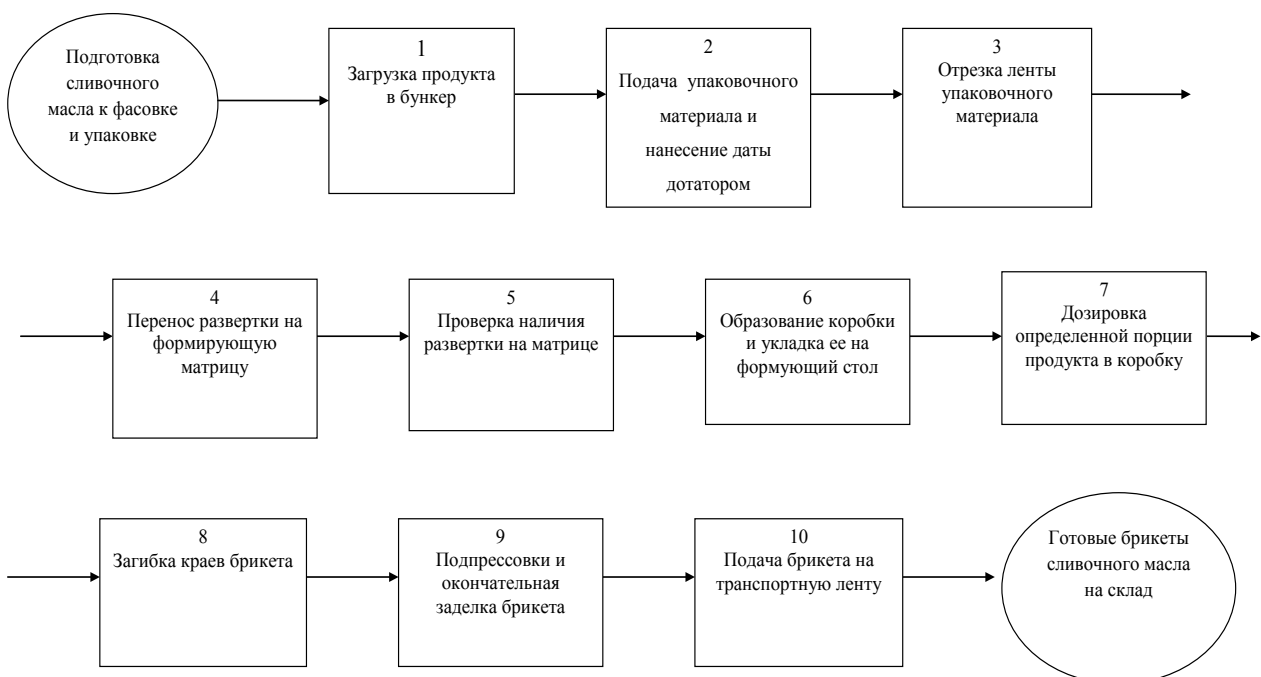 Подготовка
сливочного
масла к фасовке
и упаковке
1
Загрузка продукта
в бункер
2
Подача упаковочного
материала и
нанесение даты
дотатором
3
Отрезка ленты
упаковочного
материала
4
Перенос развертки на
формирующую
матрицу
5
Проверка наличия
развертки на матрице
6
Образование коробки
и укладка ее на
формующий стол
7
Дозировка
определенной порции
продукта в коробку
8
Загибка краев брикета
9
Подпрессовки и
окончательная
заделка брикета
10
Подача брикета на
транспортную ленту
Готовые брикеты
сливочного масла
на склад